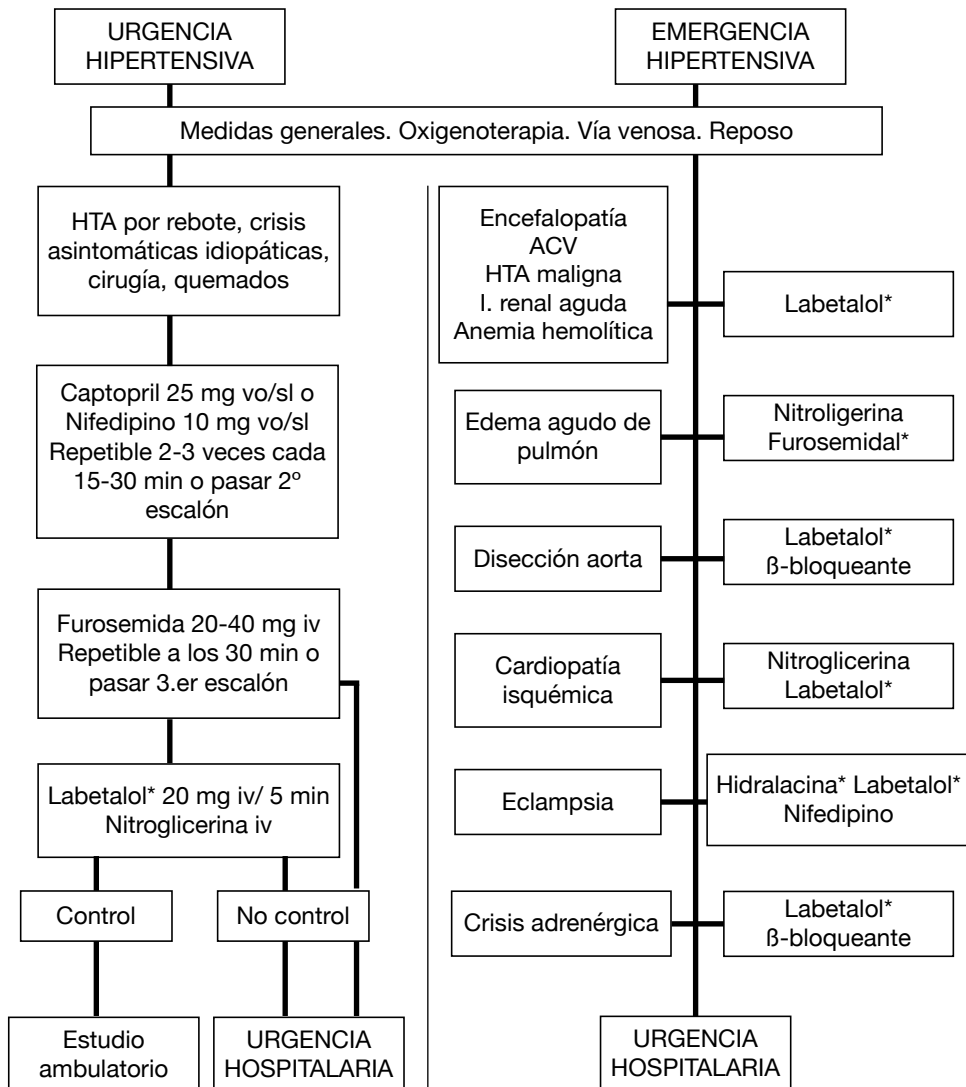 URGENCIA
HIPERTENSIVA
EMERGENCIA
HIPERTENSIVA
Medidas generales. Oxigenoterapia. Vía venosa. Reposo
HTA por rebote, crisis
asintomáticas idiopáticas,
cirugía, quemados
Captopril 25 mg vo/sl o
Nifedipino 10 mg vo/sl
Repetible 2-3 veces cada
15-30 min o pasar 2º
escalón
Furosemida 20-40 mg iv
Repetible a los 30 min o
pasar 3.er escalón
Labetalol* 20 mg iv/ 5 min
Nitroglicerina iv
Control
No control
Estudio
ambulatorio
URGENCIA
HOSPITALARIA
Encefalopatía
ACV
HTA maligna
I. renal aguda
Anemia hemolítica
Labetalol*
Edema agudo de
pulmón
Nitroligerina
Furosemidal*
Disección aorta
Labetalol*
ß-bloqueante
Cardiopatía
isquémica
Nitroglicerina
Labetalol*
Eclampsia
Hidralacina* Labetalol*
Nifedipino
Crisis adrenérgica
Labetalol*
ß-bloqueante
URGENCIA
HOSPITALARIA